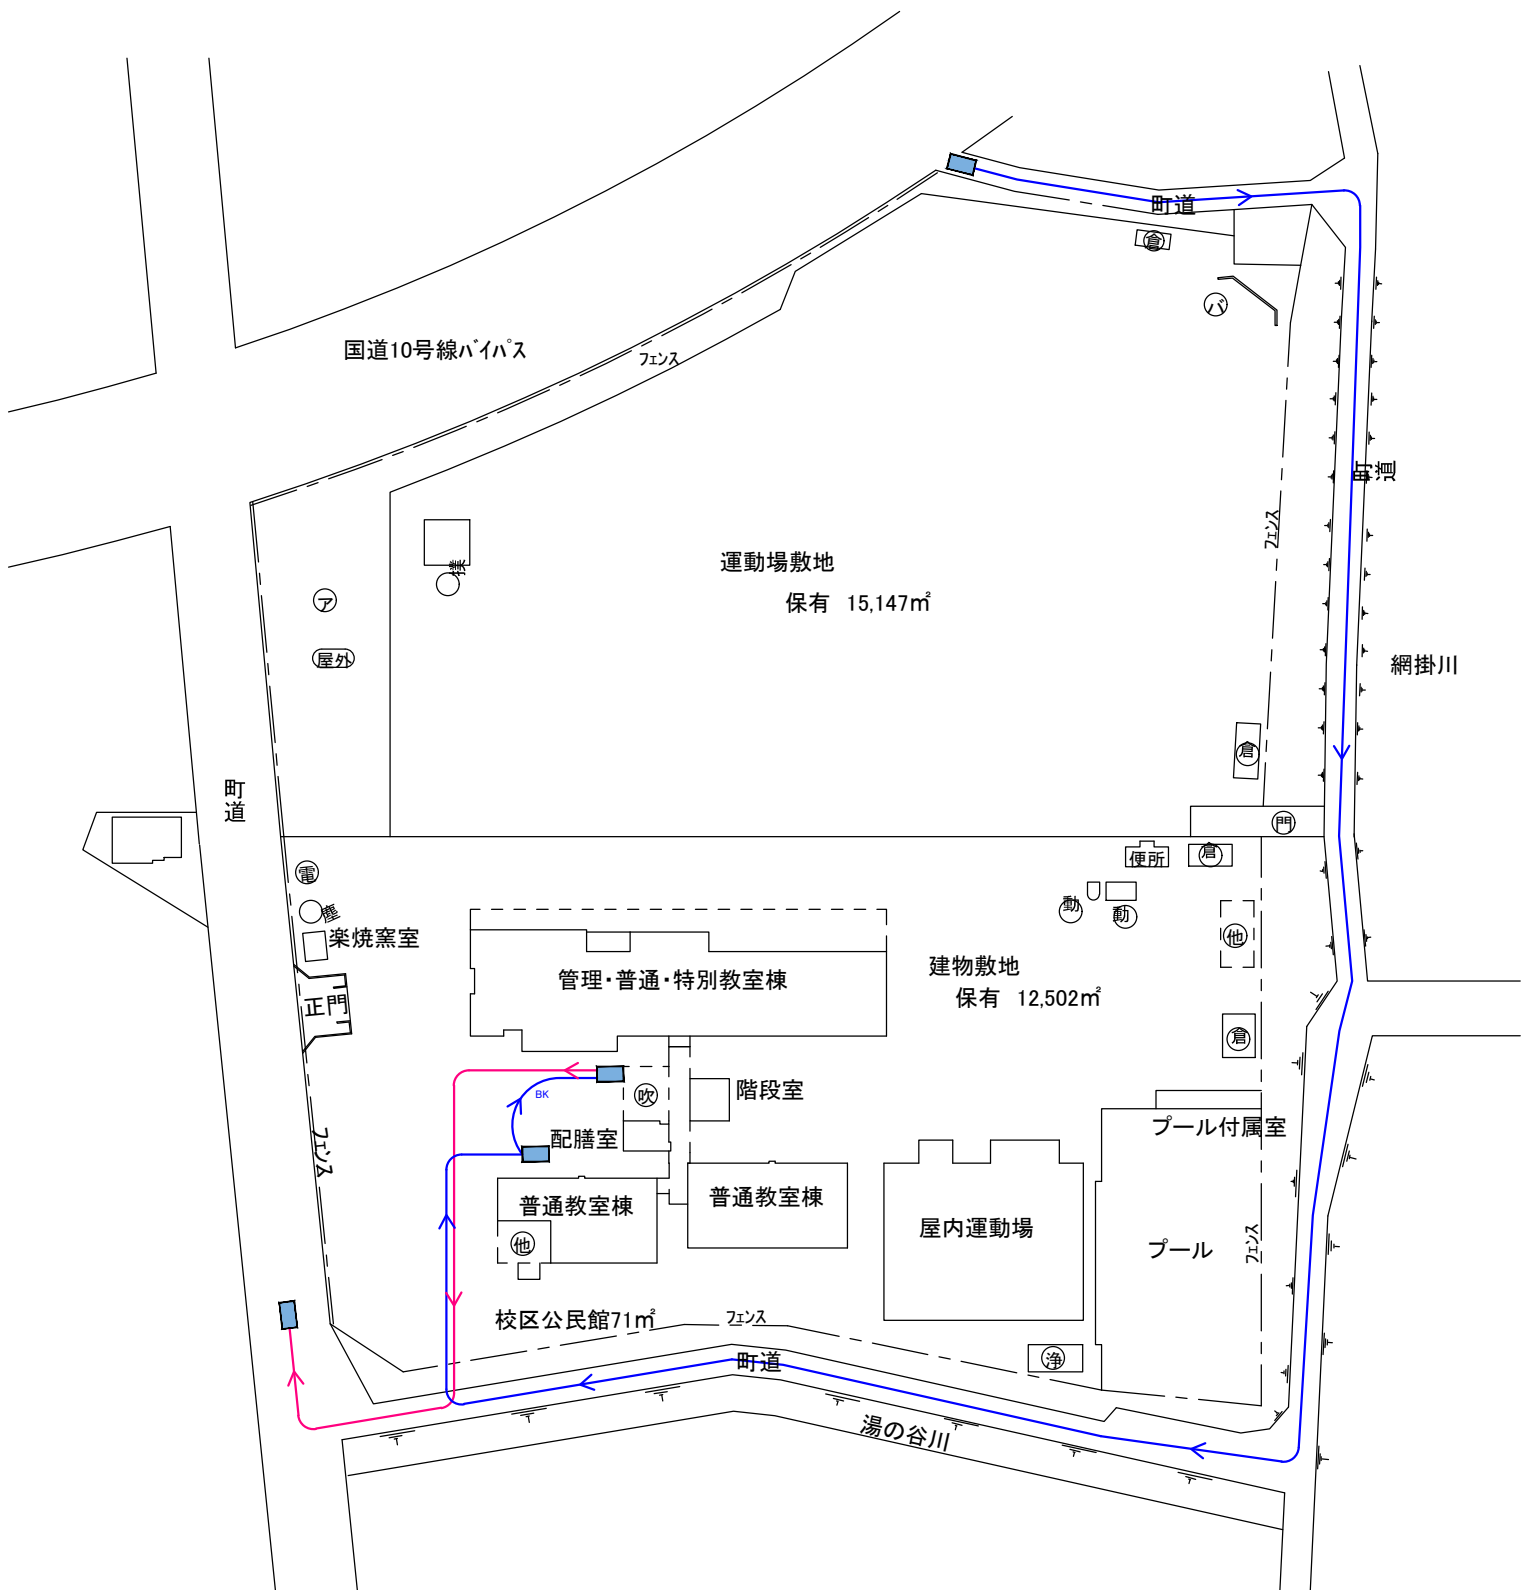 町道
倉
バ
国道10号線バイパス
フェンス
町道
フェンス
撲
運動場敷地
保有 15,147㎡
ア
屋外
網掛川
倉
町道
門
電
便所
倉
塵
動
動
楽焼窯室
他
管理・普通・特別教室棟
建物敷地
保有 12,502㎡
正門
倉
BK
吹
階段室
フェンス
配膳室
プール付属室
普通教室棟
普通教室棟
屋内運動場
他
プール
フェンス
校区公民館71㎡
フェンス
町道
浄
湯の谷川